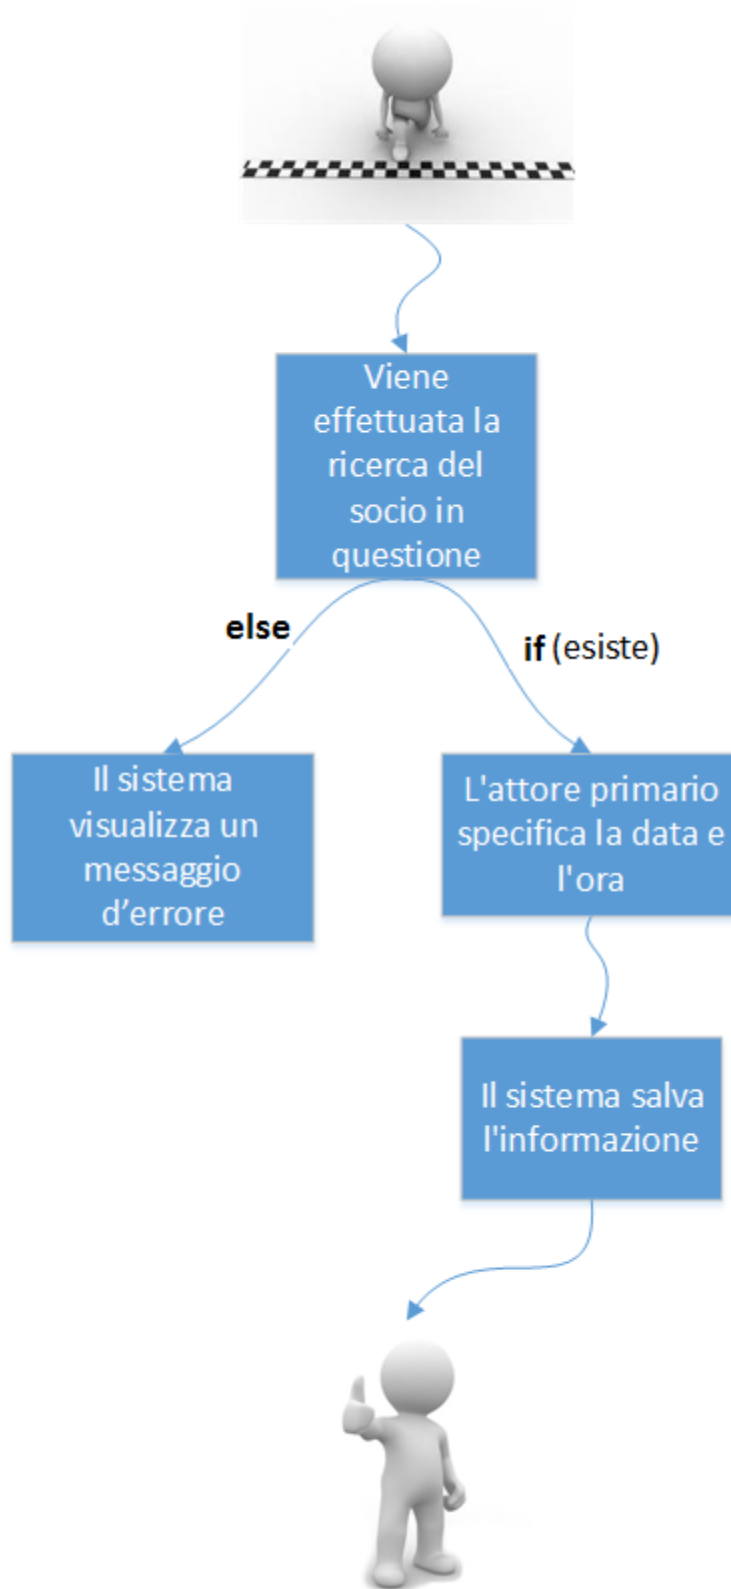 Viene
effettuata la
ricerca del
socio in
questione
else
if (esiste)
Il sistema
visualizza un
messaggio
d’errore
L'attore primario
specifica la data e
l'ora
Il sistema salva
l'informazione